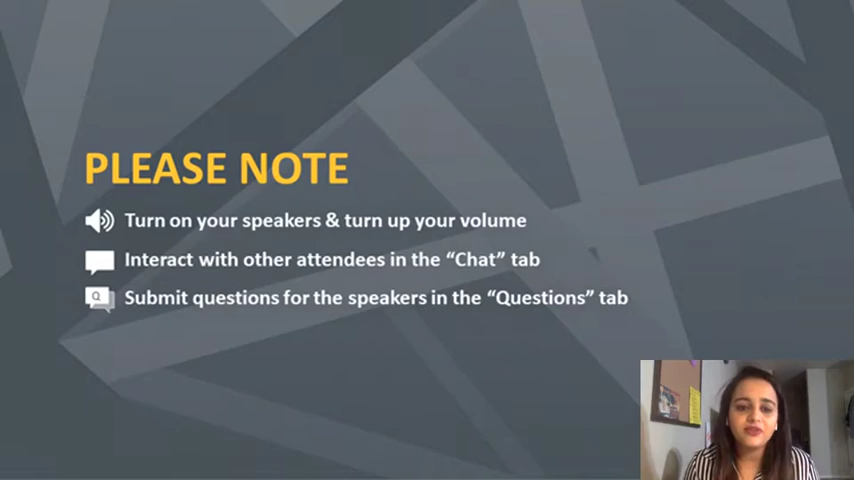 PLEASE NOTE
Turn on your speakers & turn up your volume
Interact with other attendees in the “Chat” tab
Q
Submit questions for the speakers in the “Questions” tab